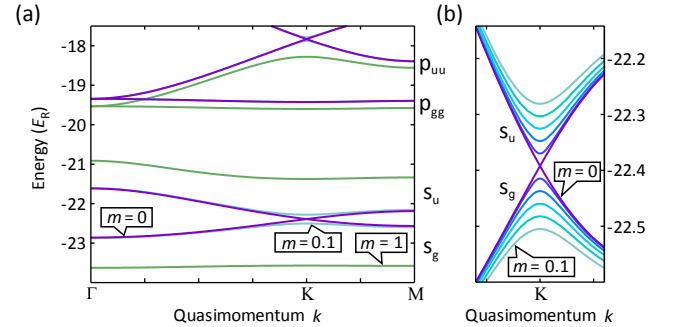 (a)
-18
-19
-20
-21
-22
-23
Energy (E_R)
p_uu
p_gg
s_u
s_g
m = 0
m = 0.1
m = 1
Γ
K
M
Quasimomentum k
(b)
-22.2
-22.3
-22.4
-22.5
s_u
s_g
m = 0
m = 0.1
K
Quasimomentum k